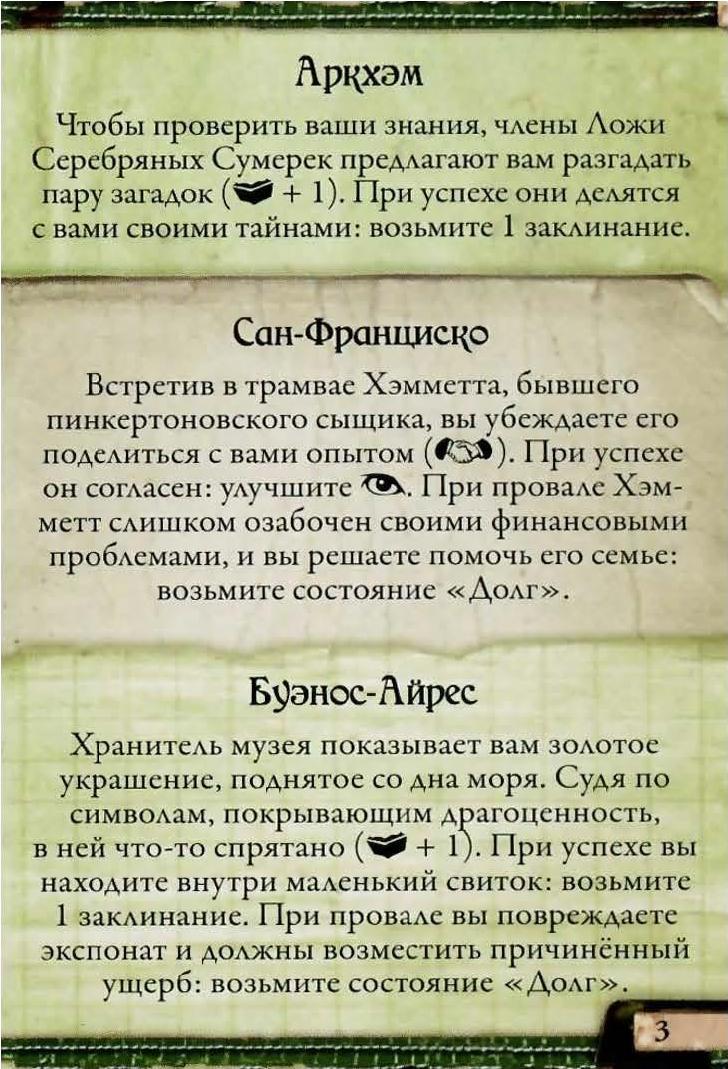 Аркхэм
Чтобы проверить ваши знания, члены Ложи
Серебряных Сумерек предлагают вам разгадать
пару загадок ( + 1). При успехе они делятся
с вами своими тайнами: возьмите 1 заклинание.
Сан-Франциско
Встретив в трамвае Хэмметта, бывшего
пинкертоновского сыщика, вы убеждаете его
поделиться с вами опытом ( ). При успехе
он согласен: улучшите . При провале Хэм-
метт слишком озабочен своими финансовыми
проблемами, и вы решаете помочь его семье:
возьмите состояние «Долг».
Буэнос-Айрес
Хранитель музея показывает вам золотое
украшение, поднятое со дна моря. Судя по
символам, покрывающим драгоценность,
в ней что-то спрятано ( + 1). При успехе вы
находите внутри маленький свиток: возьмите
1 заклинание. При провале вы повреждаете
экспонат и должны возместить причинённый
ущерб: возьмите состояние «Долг».
3